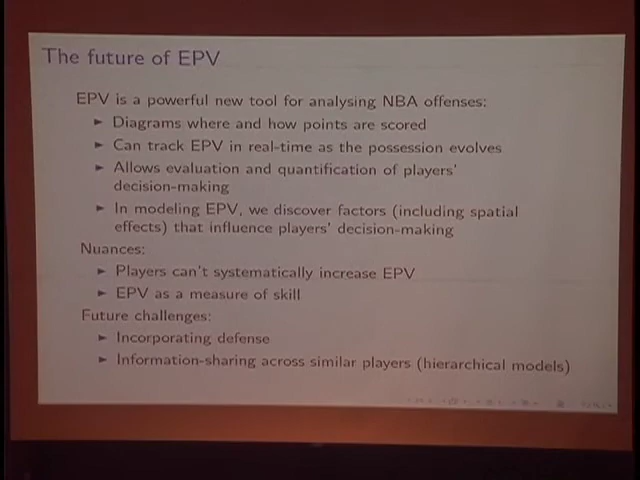 The future of EPV
EPV is a powerful new tool for analysing NBA offenses:
► Diagrams where and how points are scored
► Can track EPV in real-time as the possession evolves
► Allows evaluation and quantification of players'
decision-making
► In modeling EPV, we discover factors (including spatial
effects) that influence players' decision-making
Nuances:
► Players can't systematically increase EPV
► EPV as a measure of skill
Future challenges:
► Incorporating defense
► Information-sharing across similar players (hierarchical models)